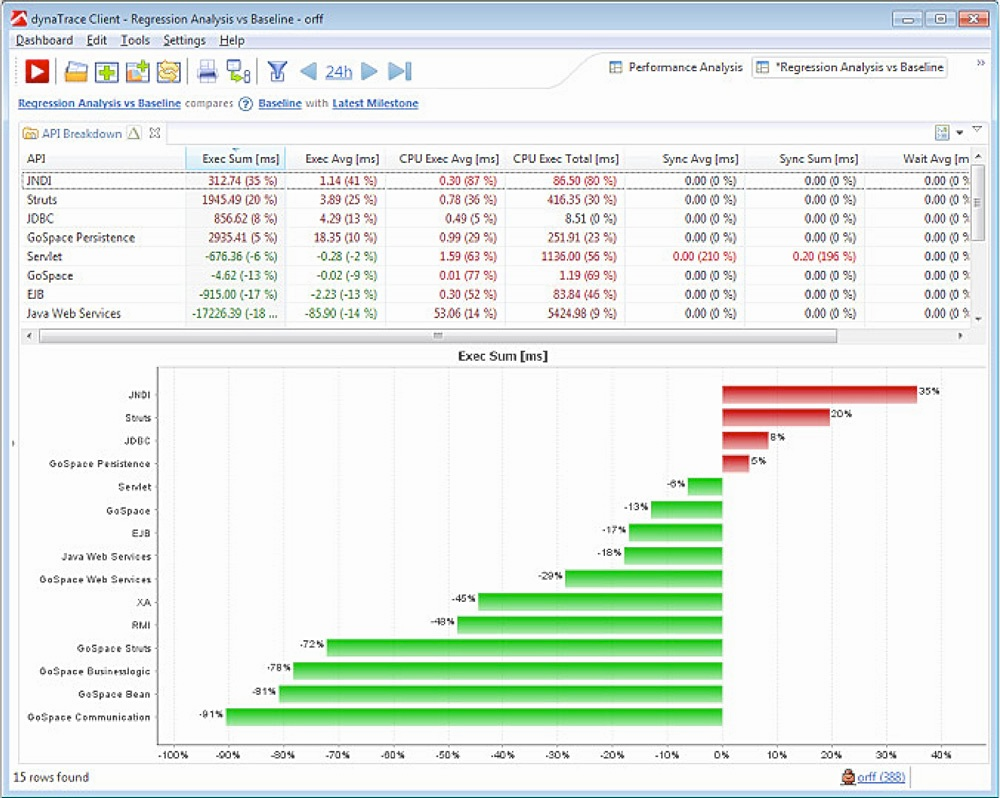 dynaTrace Client - Regression Analysis vs Baseline - orff
Dashboard Edit Tools Settings Help
24h Performance Analysis *Regression Analysis vs Baseline »
Regression Analysis vs Baseline compares ? Baseline with Latest Milestone
API Breakdown
API Exec Sum [ms] Exec Avg [ms] CPU Exec Avg [ms] CPU Exec Total [ms] Sync Avg [ms] Sync Sum [ms] Wait Avg [m
JNDI 312.74 (35 %) 1.14 (41 %) 0.30 (87 %) 86.50 (80 %) 0.00 (0 %) 0.00 (0 %) 0.00 (0 %
Struts 1945.49 (20 %) 3.89 (25 %) 0.78 (36 %) 416.35 (30 %) 0.00 (0 %) 0.00 (0 %) 0.00 (0 %
JDBC 856.62 (8 %) 4.29 (13 %) 0.49 (5 %) 8.51 (0 %) 0.00 (0 %) 0.00 (0 %) 0.00 (0 %
GoSpace Persistence 2935.41 (5 %) 18.35 (10 %) 0.99 (29 %) 251.91 (23 %) 0.00 (0 %) 0.00 (0 %) 0.00 (0 %
Servlet -676.36 (-6 %) -0.28 (-2 %) 1.59 (63 %) 1136.00 (56 %) 0.00 (210 %) 0.20 (196 %) 0.00 (0 %
GoSpace -4.62 (-13 %) -0.02 (-9 %) 0.01 (77 %) 1.19 (69 %) 0.00 (0 %) 0.00 (0 %) 0.00 (0 %
EJB -915.00 (-17 %) -2.23 (-13 %) 0.30 (52 %) 83.84 (46 %) 0.00 (0 %) 0.00 (0 %) 0.00 (0 %
Java Web Services -17226.39 (-18 ... -85.90 (-14 %) 53.06 (14 %) 5424.98 (9 %) 0.00 (0 %) 0.00 (0 %) 0.00 (0 %
Exec Sum [ms]
JNDI 35%
Struts 20%
JDBC 8%
GoSpace Persistence 5%
Servlet -6%
GoSpace -13%
EJB -17%
Java Web Services -18%
GoSpace Web Services -29%
XA -45%
RMI -48%
GoSpace Struts -72%
GoSpace Businesslogic -78%
GoSpace Bean -81%
GoSpace Communication -91%
-100% -90% -80% -70% -60% -50% -40% -30% -20% -10% 0% 10% 20% 30% 40%
15 rows found orff (388)